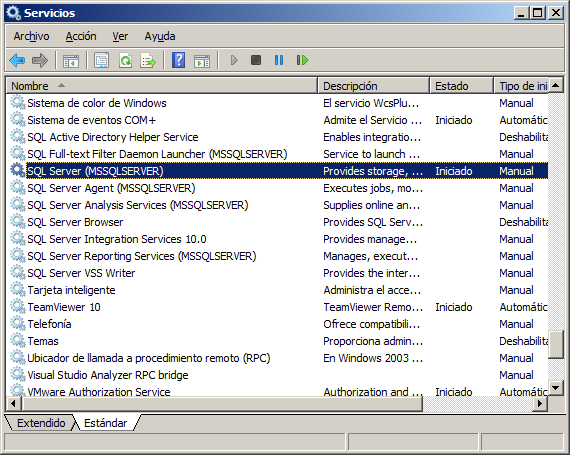 Servicios
Archivo Acción Ver Ayuda
Nombre Descripción Estado Tipo de ini
Sistema de color de Windows El servicio WcsPlu... Manual
Sistema de eventos COM+ Admite el Servicio ... Iniciado Automátic
SQL Active Directory Helper Service Enables integratio... Deshabilita
SQL Full-text Filter Daemon Launcher (MSSQLSERVER) Service to launch ... Manual
SQL Server (MSSQLSERVER) Provides storage, ... Iniciado Manual
SQL Server Agent (MSSQLSERVER) Executes jobs, mo... Manual
SQL Server Analysis Services (MSSQLSERVER) Supplies online an... Manual
SQL Server Browser Provides SQL Serv... Deshabilita
SQL Server Integration Services 10.0 Provides manage... Manual
SQL Server Reporting Services (MSSQLSERVER) Manages, execut... Manual
SQL Server VSS Writer Provides the inter... Manual
Tarjeta inteligente Administra el acce... Manual
TeamViewer 10 TeamViewer Remo... Iniciado Automátic
Telefonía Ofrece compatibili... Manual
Temas Proporciona admin... Deshabilita
Ubicador de llamada a procedimiento remoto (RPC) En Windows 2003 ... Manual
Visual Studio Analyzer RPC bridge Manual
VMware Authorization Service Authorization and ... Iniciado Automátic
Extendido Estándar